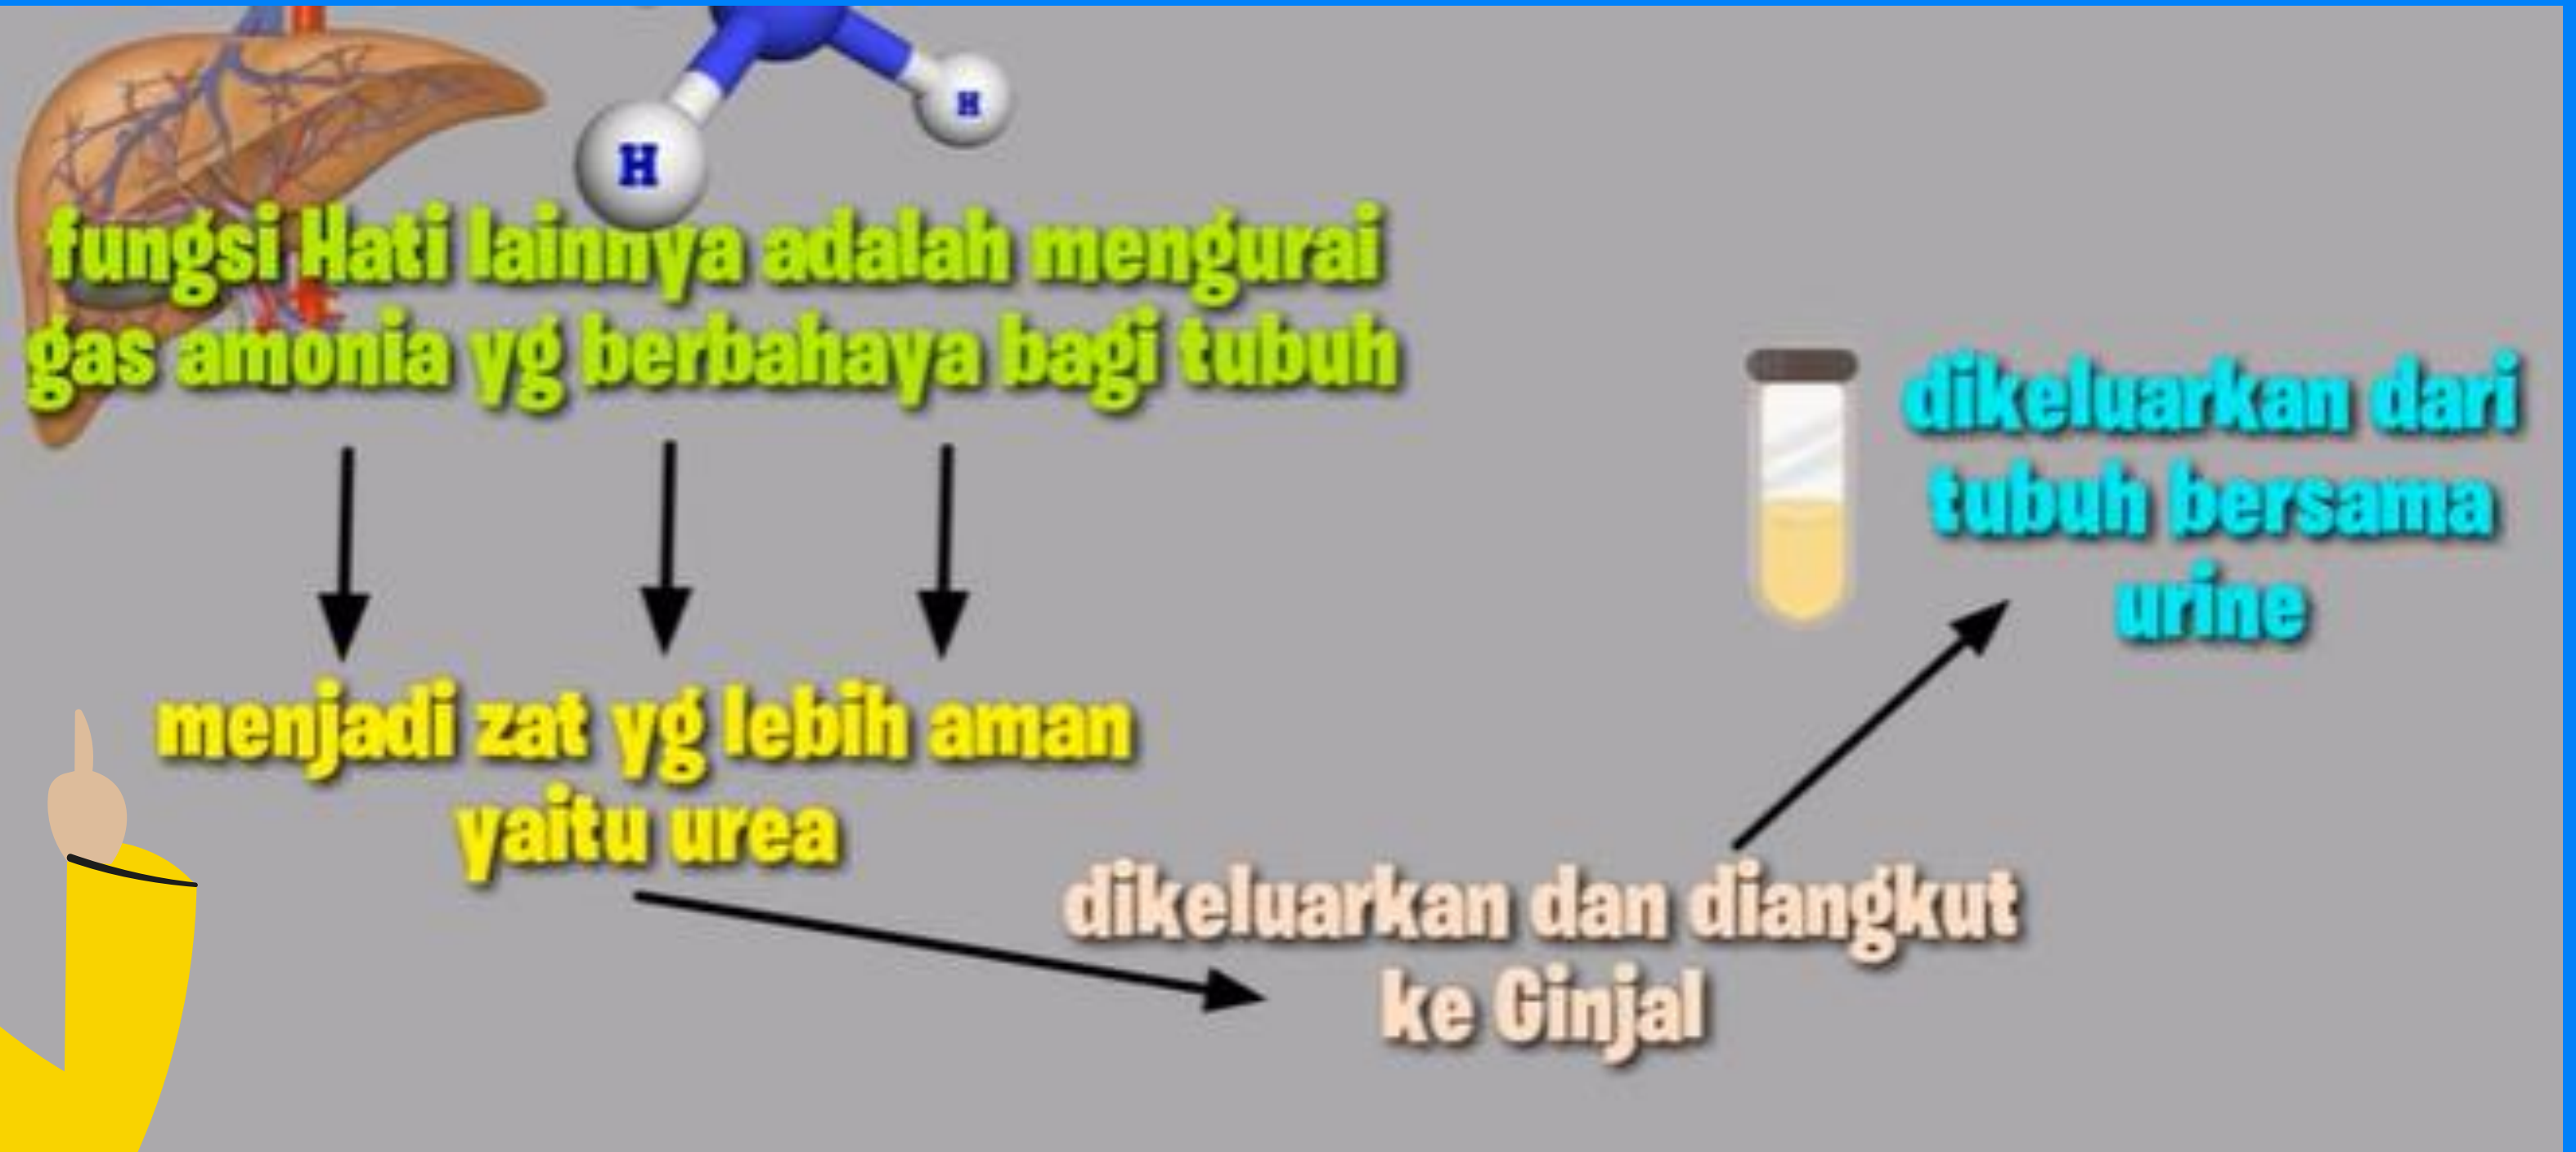 H
H
fungsi Hati lainnya adalah mengurai
gas amonia yg berbahaya bagi tubuh
menjadi zat yg lebih aman
yaitu urea
dikeluarkan dan diangkut
ke Ginjal
dikeluarkan dari
tubuh bersama
urine